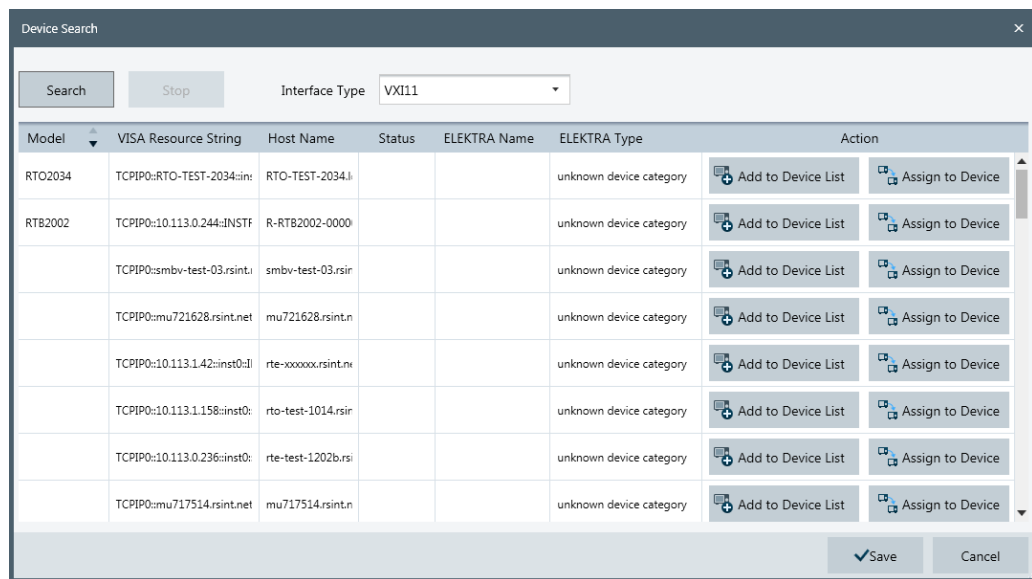 Device Search
Search Stop Interface Type VXI11
Model VISA Resource String Host Name Status ELEKTRA Name ELEKTRA Type Action
RTO2034 TCPIP0::RTO-TEST-2034::in RTO-TEST-2034. unknown device category Add to Device List Assign to Device
RTB2002 TCPIP0::10.113.0.244::INST R-RTB2002-0000 unknown device category Add to Device List Assign to Device
TCPIP0::smbv-test-03.rsint. smbv-test-03.rsin unknown device category Add to Device List Assign to Device
TCPIP0::mu721628.rsint.net mu721628.rsint.n unknown device category Add to Device List Assign to Device
TCPIP0::10.113.1.42::inst0:: rte-xxxxxx.rsint.n unknown device category Add to Device List Assign to Device
TCPIP0::10.113.1.158::inst0: rto-test-1014.rsin unknown device category Add to Device List Assign to Device
TCPIP0::10.113.0.236::inst0: rte-test-1202b.rsi unknown device category Add to Device List Assign to Device
TCPIP0::mu717514.rsint.net mu717514.rsint.n unknown device category Add to Device List Assign to Device
Save Cancel